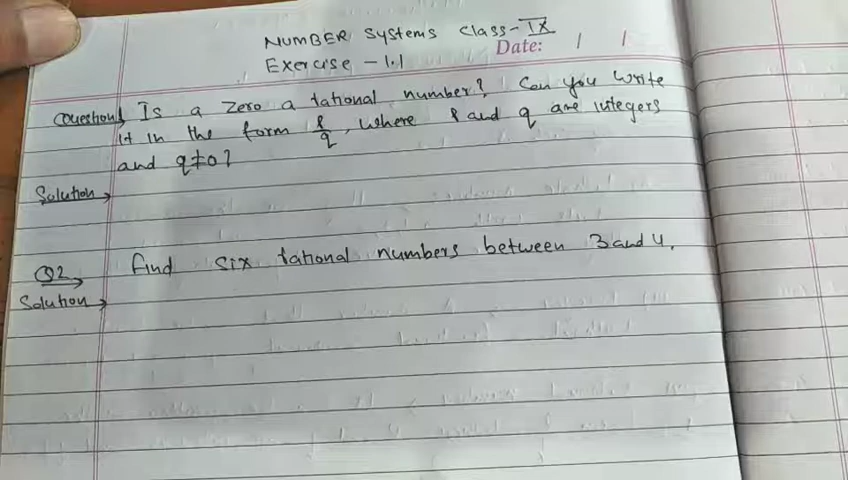 NUMBER Systems Class-IX
Date: / /
Exercise - 1.1
Question1 Is a Zero a rational number? Can you write
it in the form p/q, where p and q are integers
and q≠0?
Solution →
Q2 → find six rational numbers between 3 and 4.
Solution →